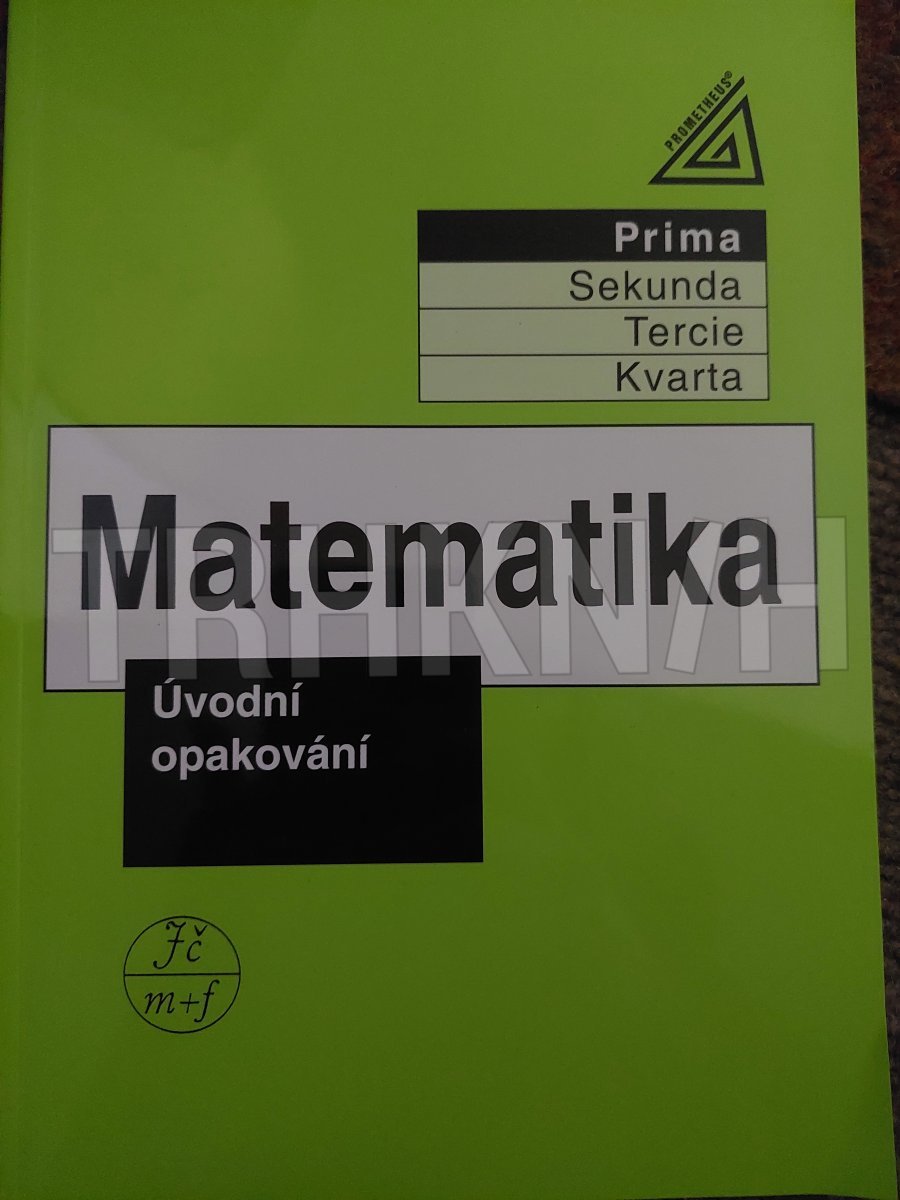 PROMETHEUS®
Prima
Sekunda
Tercie
Kvarta
Matematika
TRHKNIH
Úvodní
opakování
Jč
m+f